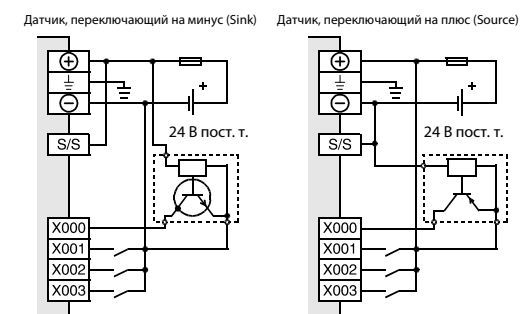 Датчик, переключающий на минус (Sink)
Датчик, переключающий на плюс (Source)
+
+
S/S
24 В пост. т.
X000
X001
X002
X003
+
+
S/S
24 В пост. т.
X000
X001
X002
X003